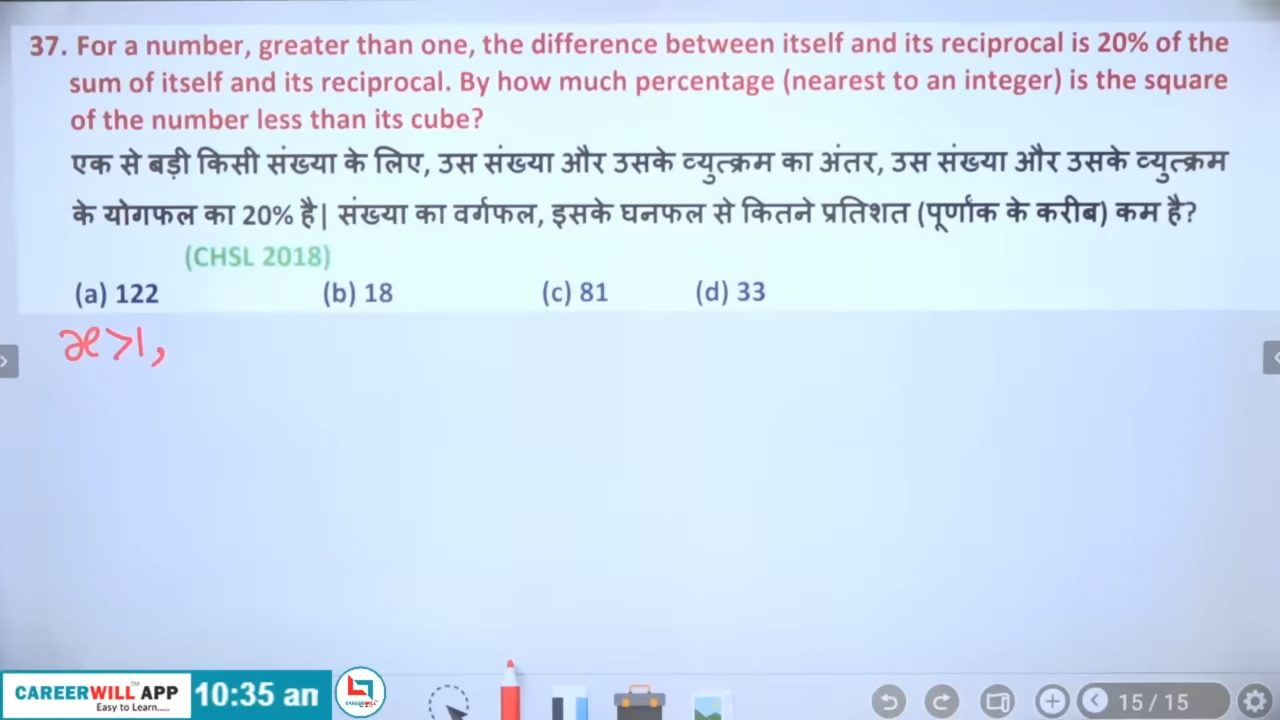 37. For a number, greater than one, the difference between itself and its reciprocal is 20% of the
sum of itself and its reciprocal. By how much percentage (nearest to an integer) is the square
of the number less than its cube?
एक से बड़ी किसी संख्या के लिए, उस संख्या और उसके व्युत्क्रम का अंतर, उस संख्या और उसके व्युत्क्रम
के योगफल का 20% है| संख्या का वर्गफल, इसके घनफल से कितने प्रतिशत (पूर्णांक के करीब) कम है?
(CHSL 2018)
(a) 122 (b) 18 (c) 81 (d) 33
x>1,
CAREERWILL™ APP
Easy to Learn.....
10:35 an
CAREERWILL
15 / 15